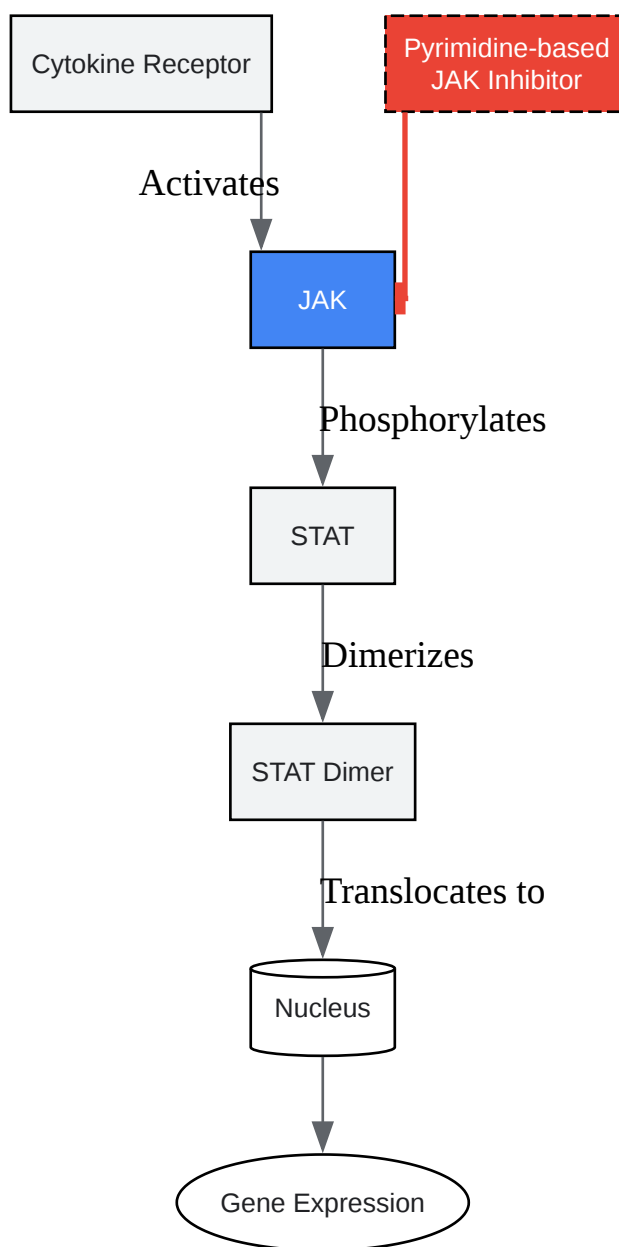 Cytokine Receptor
Pyrimidine-based
JAK Inhibitor
Activates
JAK
Phosphorylates
STAT
Dimerizes
STAT Dimer
Translocates to
Nucleus
Gene Expression